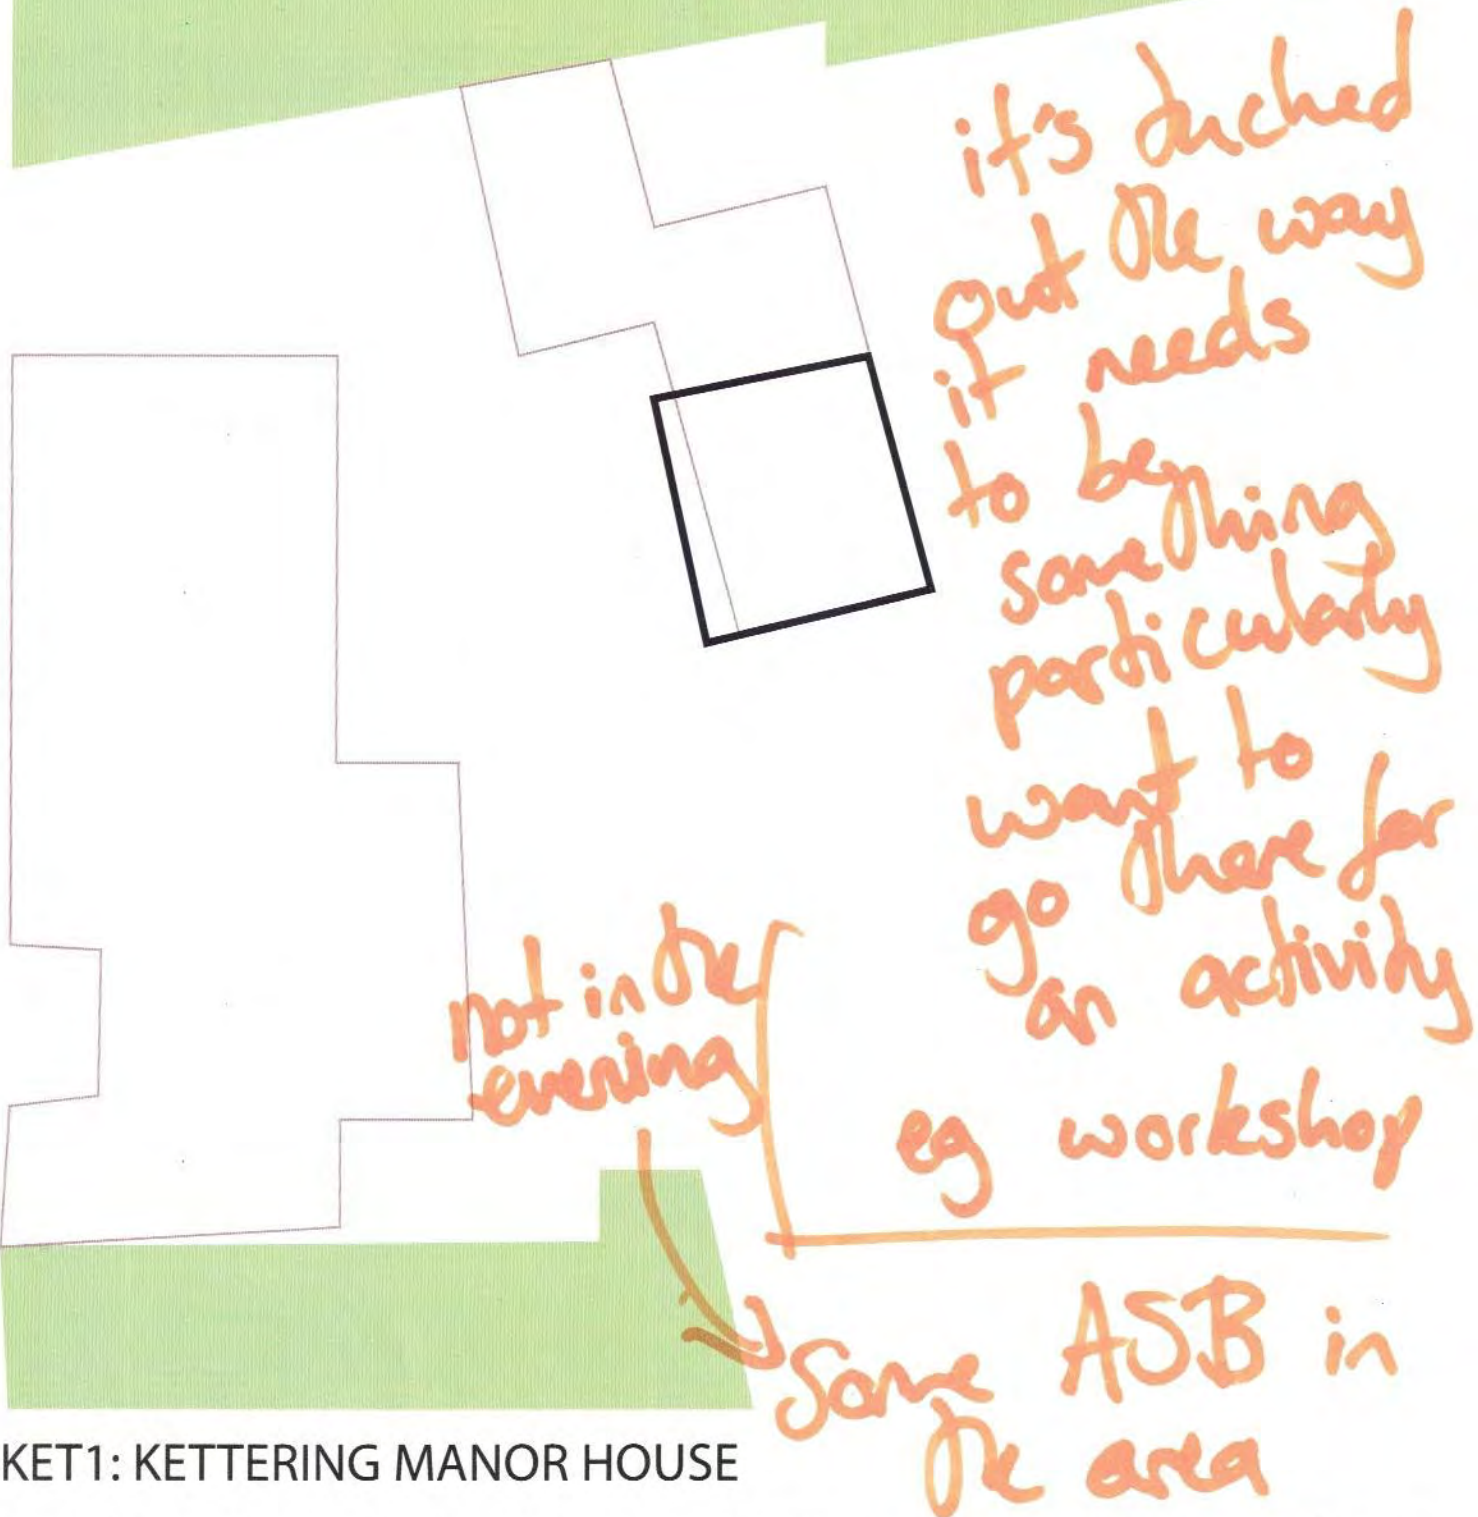 it's tucked
out the way
it needs
to be
something
particularly
want to
go there for
an activity
eg workshop
not in the
evening
Some ASB in
the area
KET1: KETTERING MANOR HOUSE